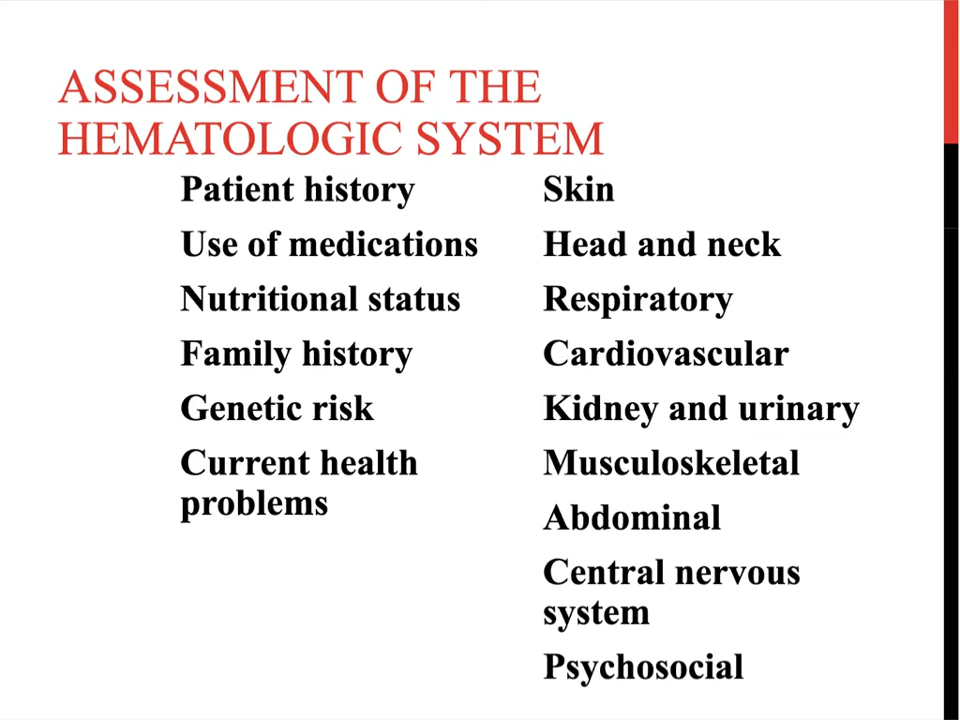 ASSESSMENT OF THE
HEMATOLOGIC SYSTEM
Patient history
Use of medications
Nutritional status
Family history
Genetic risk
Current health
problems
Skin
Head and neck
Respiratory
Cardiovascular
Kidney and urinary
Musculoskeletal
Abdominal
Central nervous
system
Psychosocial